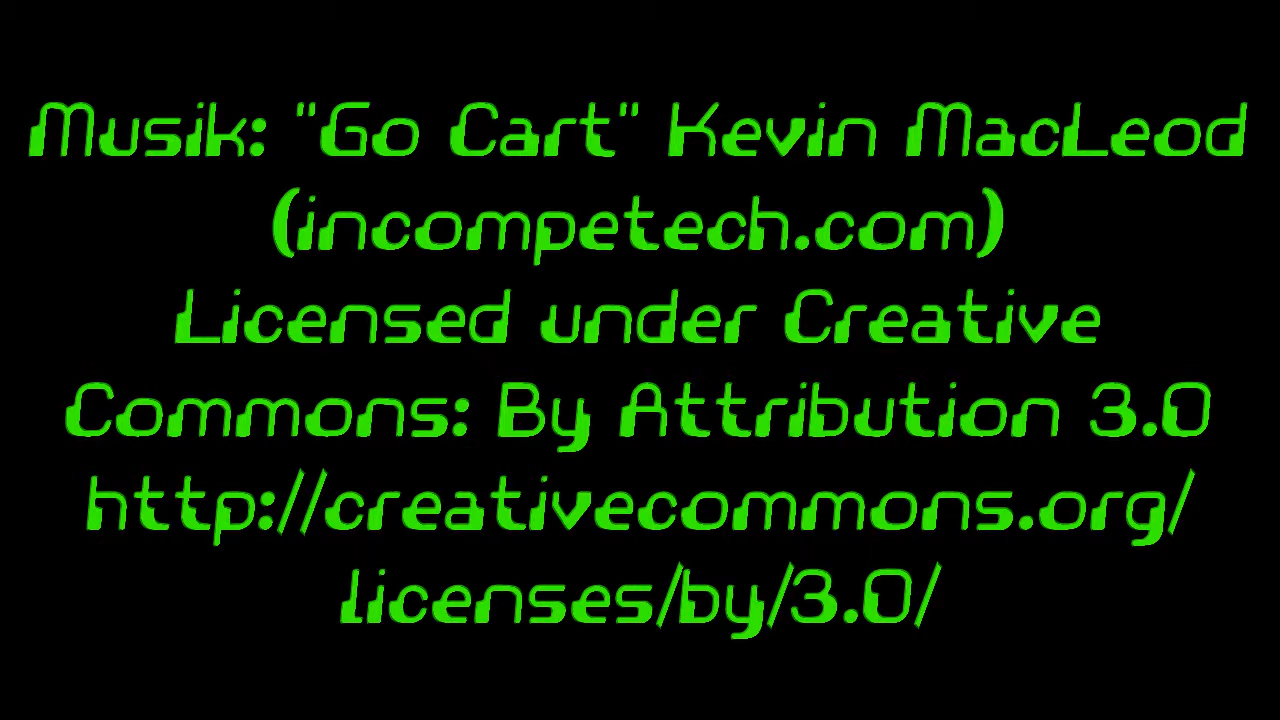 Musik: "Go Cart" Kevin MacLeod
(incompetech.com)
Licensed under Creative
Commons: By Attribution 3.0
http://creativecommons.org/
licenses/by/3.0/